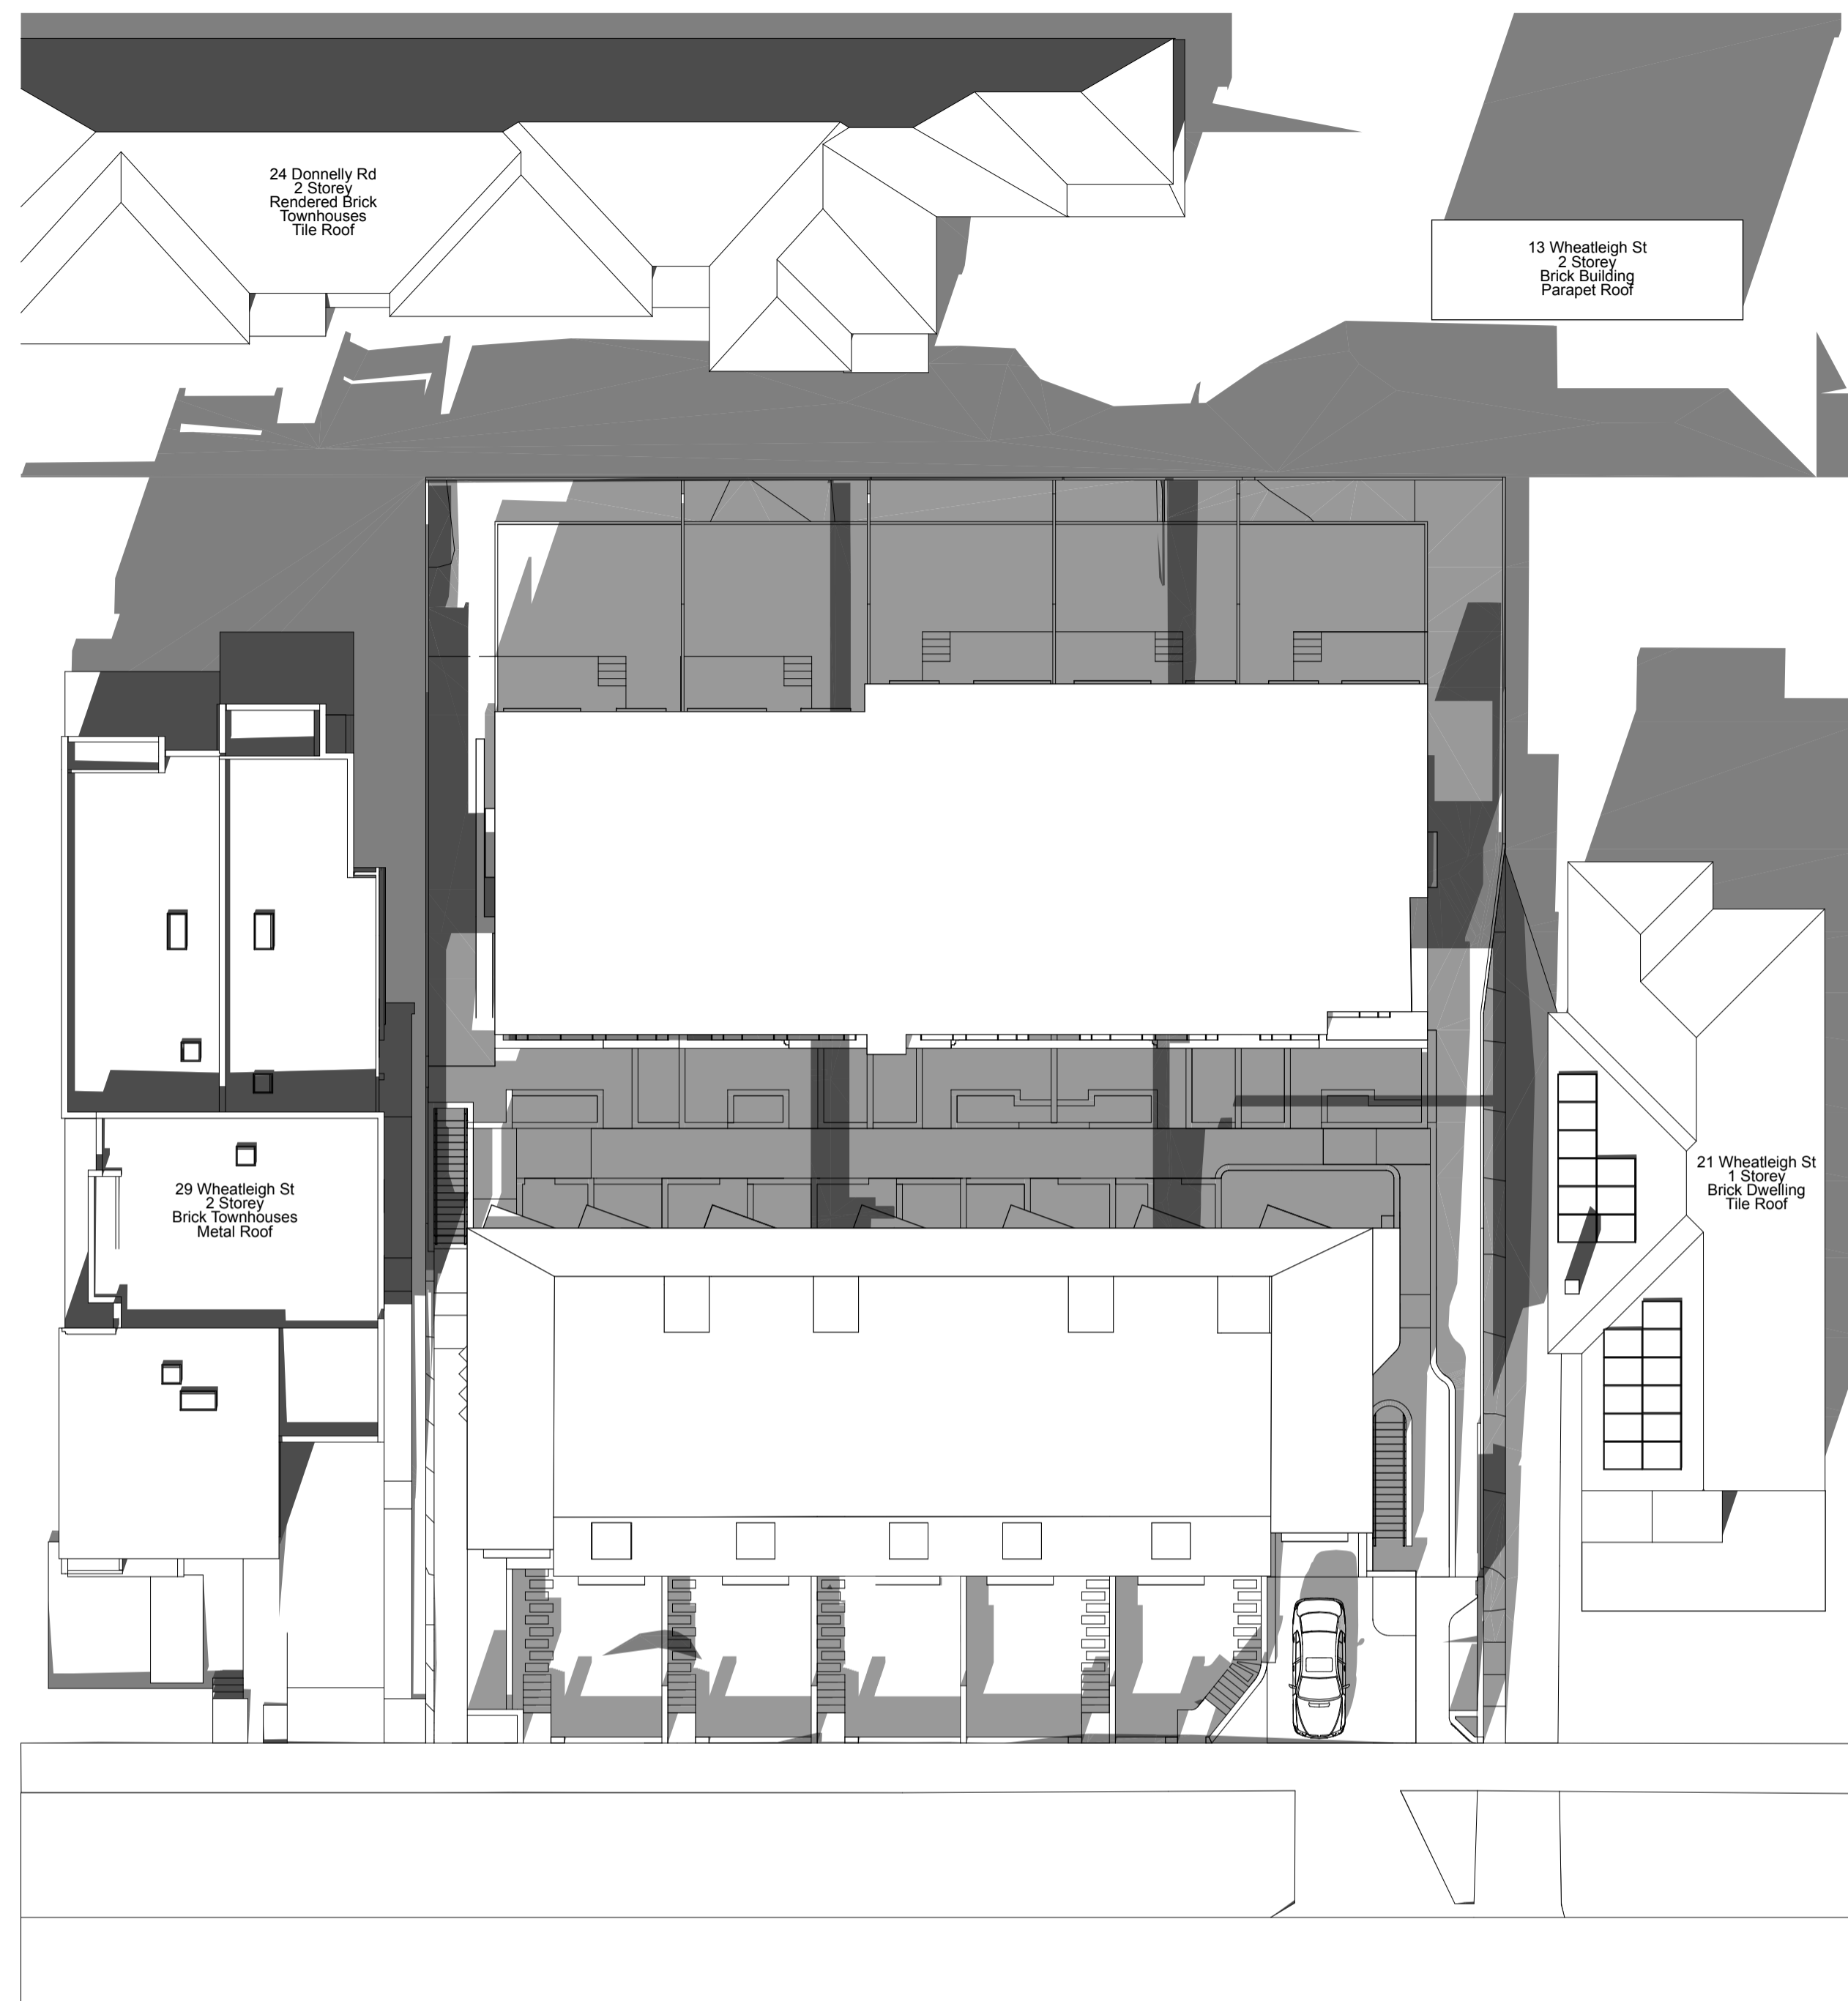 24 Donnelly Rd
2 Storey
Rendered Brick
Townhouses
Tile Roof
13 Wheatleigh St
2 Storey
Brick Building
Parapet Roof
29 Wheatleigh St
2 Storey
Brick Townhouses
Metal Roof
21 Wheatleigh St
1 Storey
Brick Dwelling
Tile Roof